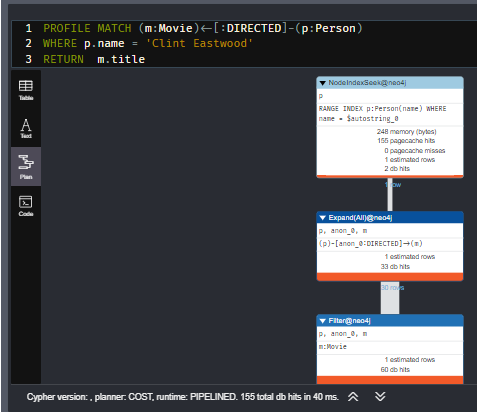 1 PROFILE MATCH (m:Movie)<-[:DIRECTED]-(p:Person)
2 WHERE p.name = 'Clint Eastwood'
3 RETURN m.title
Table
Text
Plan
Code
NodeIndexSeek@neo4j
p
RANGE INDEX p:Person(name) WHERE
name = $autostring_0
248 memory (bytes)
155 pagecache hits
0 pagecache misses
1 estimated rows
2 db hits
1 row
Expand(All)@neo4j
p, anon_0, m
(p)-[anon_0:DIRECTED]->(m)
1 estimated rows
33 db hits
30 rows
Filter@neo4j
p, anon_0, m
m:Movie
1 estimated rows
60 db hits
Cypher version: , planner: COST, runtime: PIPELINED. 155 total db hits in 40 ms.